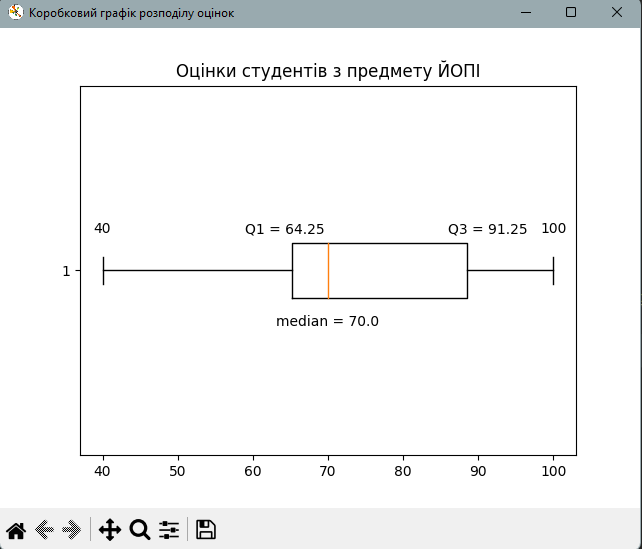 Коробковий графік розподілу оцінок
Оцінки студентів з предмету ЙОПІ
40
Q1 = 64.25
Q3 = 91.25
100
1
median = 70.0
40 50 60 70 80 90 100